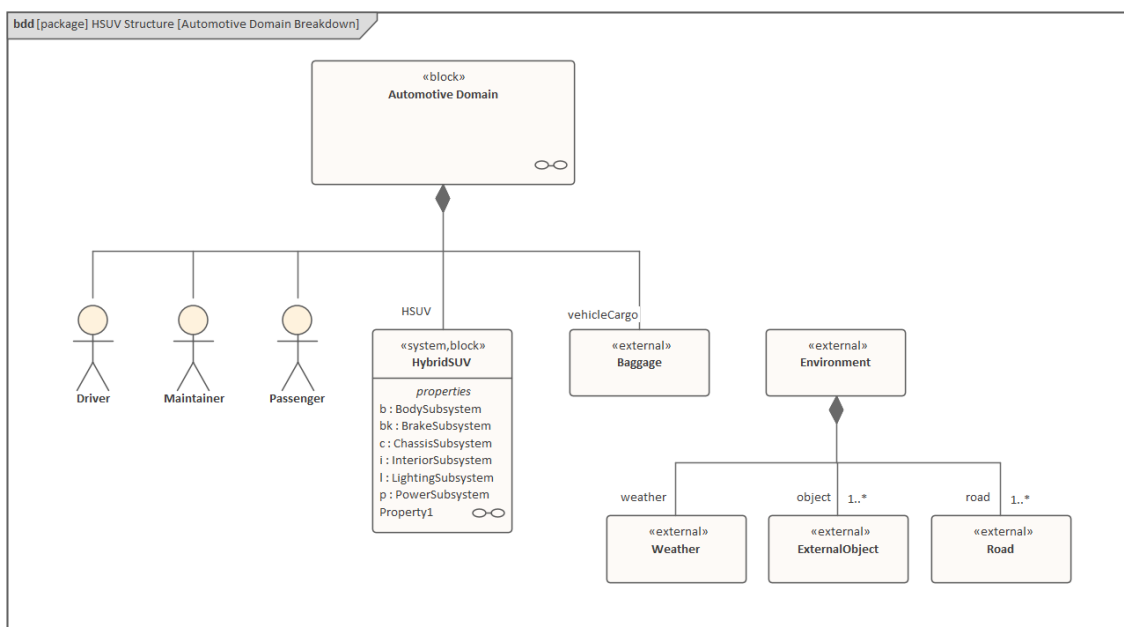 bdd [package] HSUV Structure [Automotive Domain Breakdown]
«block»
Automotive Domain
Driver
Maintainer
Passenger
HSUV
«system,block»
HybridSUV
properties
b : BodySubsystem
bk : BrakeSubsystem
c : ChassisSubsystem
i : InteriorSubsystem
l : LightingSubsystem
p : PowerSubsystem
Property1
vehicleCargo
«external»
Baggage
«external»
Environment
weather
«external»
Weather
object
1..*
«external»
ExternalObject
road
1..*
«external»
Road